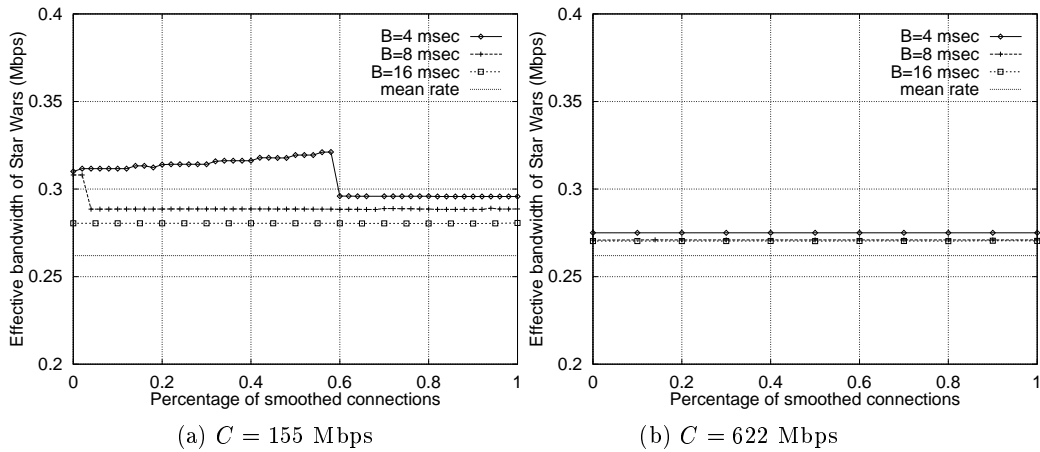 0.4
0.35
0.3
0.25
0.2
Effective bandwidth of Star Wars (Mbps)
B=4 msec
B=8 msec
B=16 msec
mean rate
0 0.2 0.4 0.6 0.8 1
Percentage of smoothed connections
(a) C = 155 Mbps
0.4
0.35
0.3
0.25
0.2
Effective bandwidth of Star Wars (Mbps)
B=4 msec
B=8 msec
B=16 msec
mean rate
0 0.2 0.4 0.6 0.8 1
Percentage of smoothed connections
(b) C = 622 Mbps